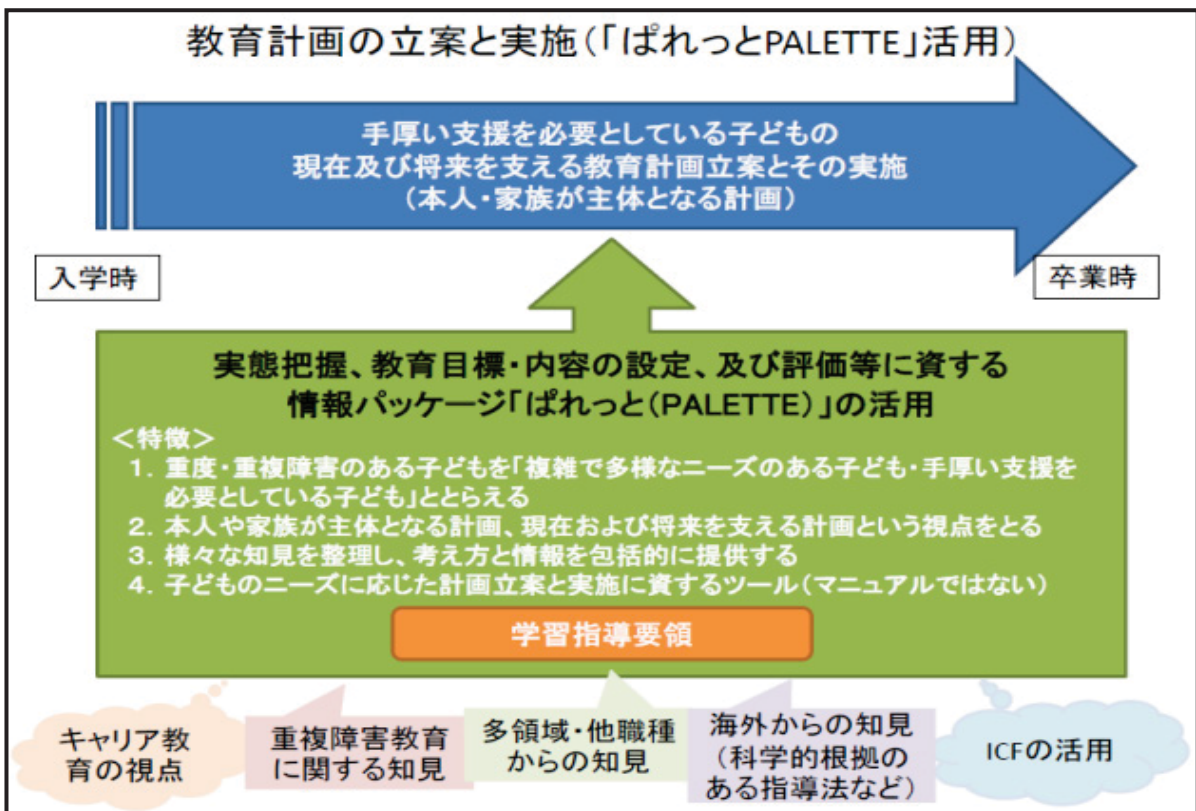 教育計画の立案と実施(「ぱれっとPALETTE」活用)
手厚い支援を必要としている子どもの
現在及び将来を支える教育計画立案とその実施
(本人・家族が主体となる計画)
入学時
卒業時
実態把握、教育目標・内容の設定、及び評価等に資する
情報パッケージ「ぱれっと(PALETTE)」の活用
<特徴>
1. 重度・重複障害のある子どもを「複雑で多様なニーズのある子ども・手厚い支援を
必要としている子ども」ととらえる
2. 本人や家族が主体となる計画、現在および将来を支える計画という視点をとる
3. 様々な知見を整理し、考え方と情報を包括的に提供する
4. 子どものニーズに応じた計画立案と実施に資するツール(マニュアルではない)
学習指導要領
キャリア教
育の視点
重複障害教育
に関する知見
多領域・他職種
からの知見
海外からの知見
(科学的根拠の
ある指導法など)
ICFの活用